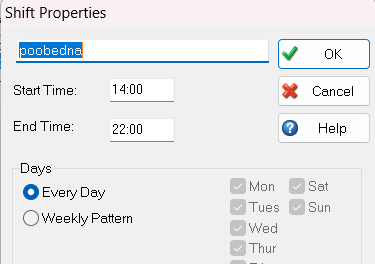 Shift Properties
poobedna
OK
Start Time: 14:00
Cancel
End Time: 22:00
Help
Days
Every Day
Mon Sat
Weekly Pattern
Tues Sun
Wed
Thur